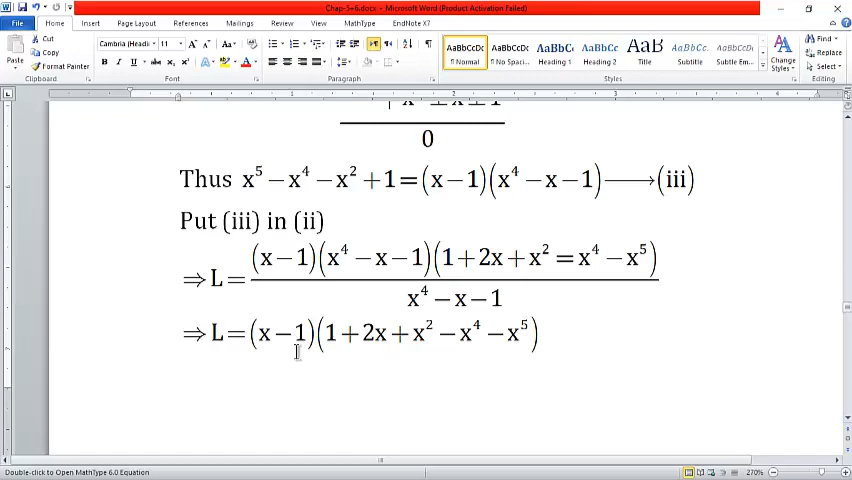 Chap-5-6.docx - Microsoft Word (Product Activation Failed)
File Home Insert Page Layout References Mailings Review View MathType EndNote X7
Cut
Copy
Format Painter
Paste
Cambria (Headi 11
B I U
AaBbCcDc AaBbCcDc AaBbCc AaBbCc AaB AaBbCc. AaBbCcDc
¶ Normal ¶ No Spaci... Heading 1 Heading 2 Title Subtitle Subtle Em...
Change Styles
Find
Replace
Select
Clipboard Font Paragraph Styles Editing
0
Thus x⁵ − x⁴ − x² + 1 = (x − 1)(x⁴ − x − 1) ⟶ (iii)
Put (iii) in (ii)
⇒ L = (x − 1)(x⁴ − x − 1)(1 + 2x + x² = x⁴ − x⁵)
x⁴ − x − 1
⇒ L = (x − 1)(1 + 2x + x² − x⁴ − x⁵)
Double-click to Open MathType 6.0 Equation
270%